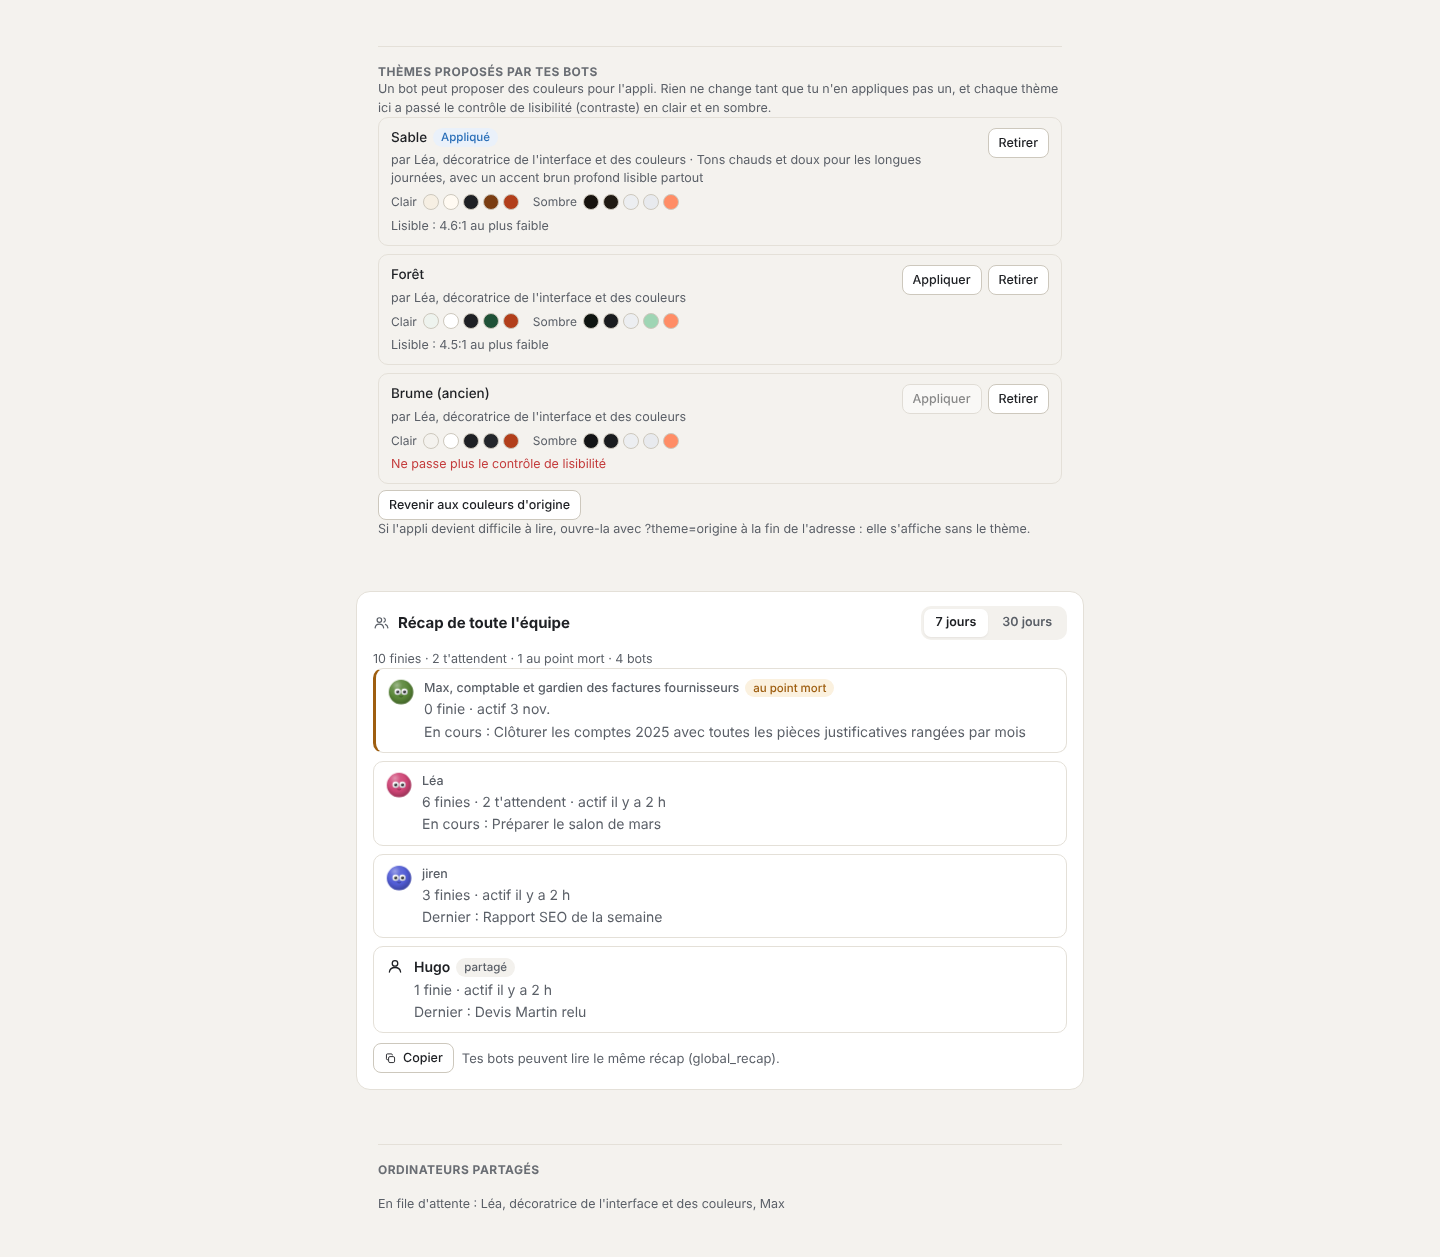 THÈMES PROPOSÉS PAR TES BOTS
Un bot peut proposer des couleurs pour l'appli. Rien ne change tant que tu n'en appliques pas un, et chaque thème
ici a passé le contrôle de lisibilité (contraste) en clair et en sombre.
Sable Appliqué Retirer
par Léa, décoratrice de l'interface et des couleurs · Tons chauds et doux pour les longues
journées, avec un accent brun profond lisible partout
Clair Sombre
Lisible : 4.6:1 au plus faible
Forêt Appliquer Retirer
par Léa, décoratrice de l'interface et des couleurs
Clair Sombre
Lisible : 4.5:1 au plus faible
Brume (ancien) Appliquer Retirer
par Léa, décoratrice de l'interface et des couleurs
Clair Sombre
Ne passe plus le contrôle de lisibilité
Revenir aux couleurs d'origine
Si l'appli devient difficile à lire, ouvre-la avec ?theme=origine à la fin de l'adresse : elle s'affiche sans le thème.
Récap de toute l'équipe 7 jours 30 jours
10 finies · 2 t'attendent · 1 au point mort · 4 bots
Max, comptable et gardien des factures fournisseurs au point mort
0 finie · actif 3 nov.
En cours : Clôturer les comptes 2025 avec toutes les pièces justificatives rangées par mois
Léa
6 finies · 2 t'attendent · actif il y a 2 h
En cours : Préparer le salon de mars
jiren
3 finies · actif il y a 2 h
Dernier : Rapport SEO de la semaine
Hugo partagé
1 finie · actif il y a 2 h
Dernier : Devis Martin relu
Copier Tes bots peuvent lire le même récap (global_recap).
ORDINATEURS PARTAGÉS
En file d'attente : Léa, décoratrice de l'interface et des couleurs, Max